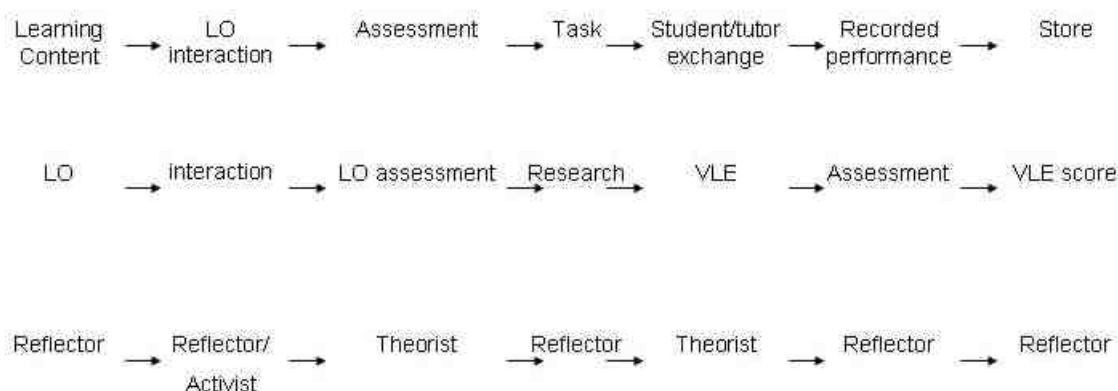 Learning Content → LO interaction → Assessment → Task → Student/tutor exchange → Recorded performance → Store
LO → interaction → LO assessment → Research → VLE → Assessment → VLE score
Reflector → Reflector/ Activist → Theorist → Reflector → Theorist → Reflector → Reflector